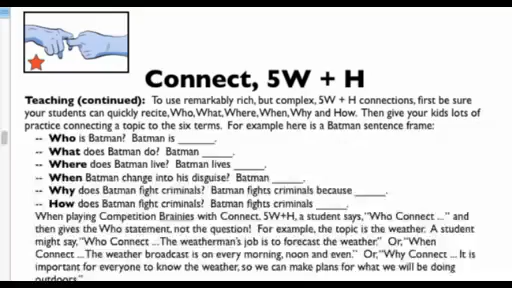 Connect, 5W + H
Teaching (continued): To use remarkably rich, but complex, 5W + H connections, first be sure
your students can quickly recite, Who, What, Where, When, Why and How. Then give your kids lots of
practice connecting a topic to the six terms. For example here is a Batman sentence frame:
-- Who is Batman? Batman is ______.
-- What does Batman do? Batman _____.
-- Where does Batman live? Batman lives _____.
-- When Batman change into his disguise? Batman _____.
-- Why does Batman fight criminals? Batman fights criminals because _____.
-- How does Batman fight criminals? Batman fights criminals _____.
When playing Competition Brainies with Connect, 5W+H, a student says, "Who Connect ..." and
then gives the Who statement, not the question! For example, the topic is the weather. A student
might say, "Who Connect ...The weatherman's job is to forecast the weather." Or, "When
Connect ...The weather broadcast is on every morning, noon and even." Or, "Why Connect ... It is
important for everyone to know the weather, so we can make plans for what we will be doing
outdoors."